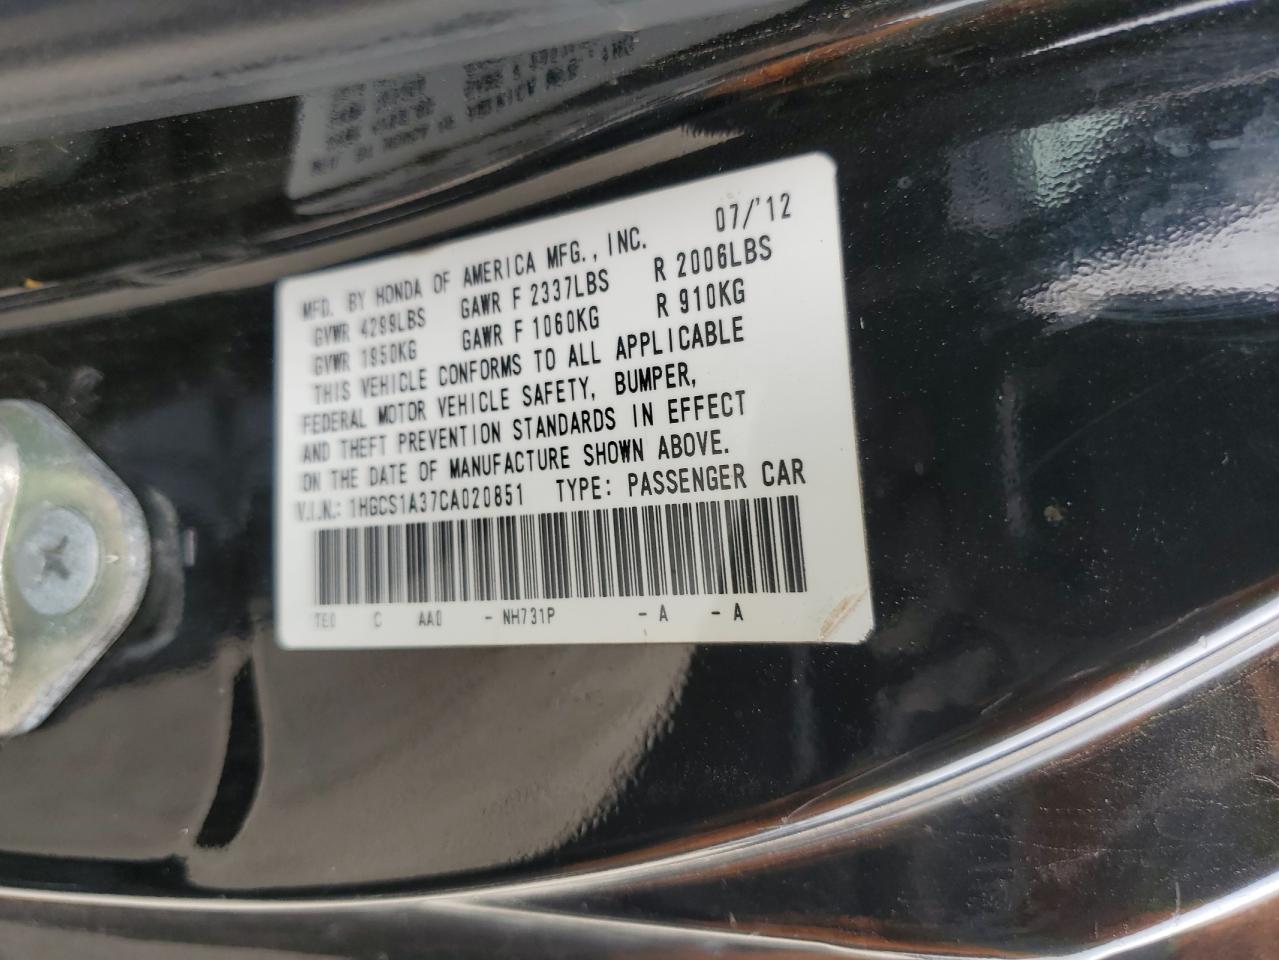 MFD. BY HONDA OF AMERICA MFG., INC. 07/'12
GVWR 4299LBS GAWR F 2337LBS R 2006LBS
GVWR 1950KG GAWR F 1060KG R 910KG
THIS VEHICLE CONFORMS TO ALL APPLICABLE
FEDERAL MOTOR VEHICLE SAFETY, BUMPER,
AND THEFT PREVENTION STANDARDS IN EFFECT
ON THE DATE OF MANUFACTURE SHOWN ABOVE.
V.I.N.: 1HGCS1A37CA020851 TYPE: PASSENGER CAR
TE0 C AA0 - NH731P - A - A